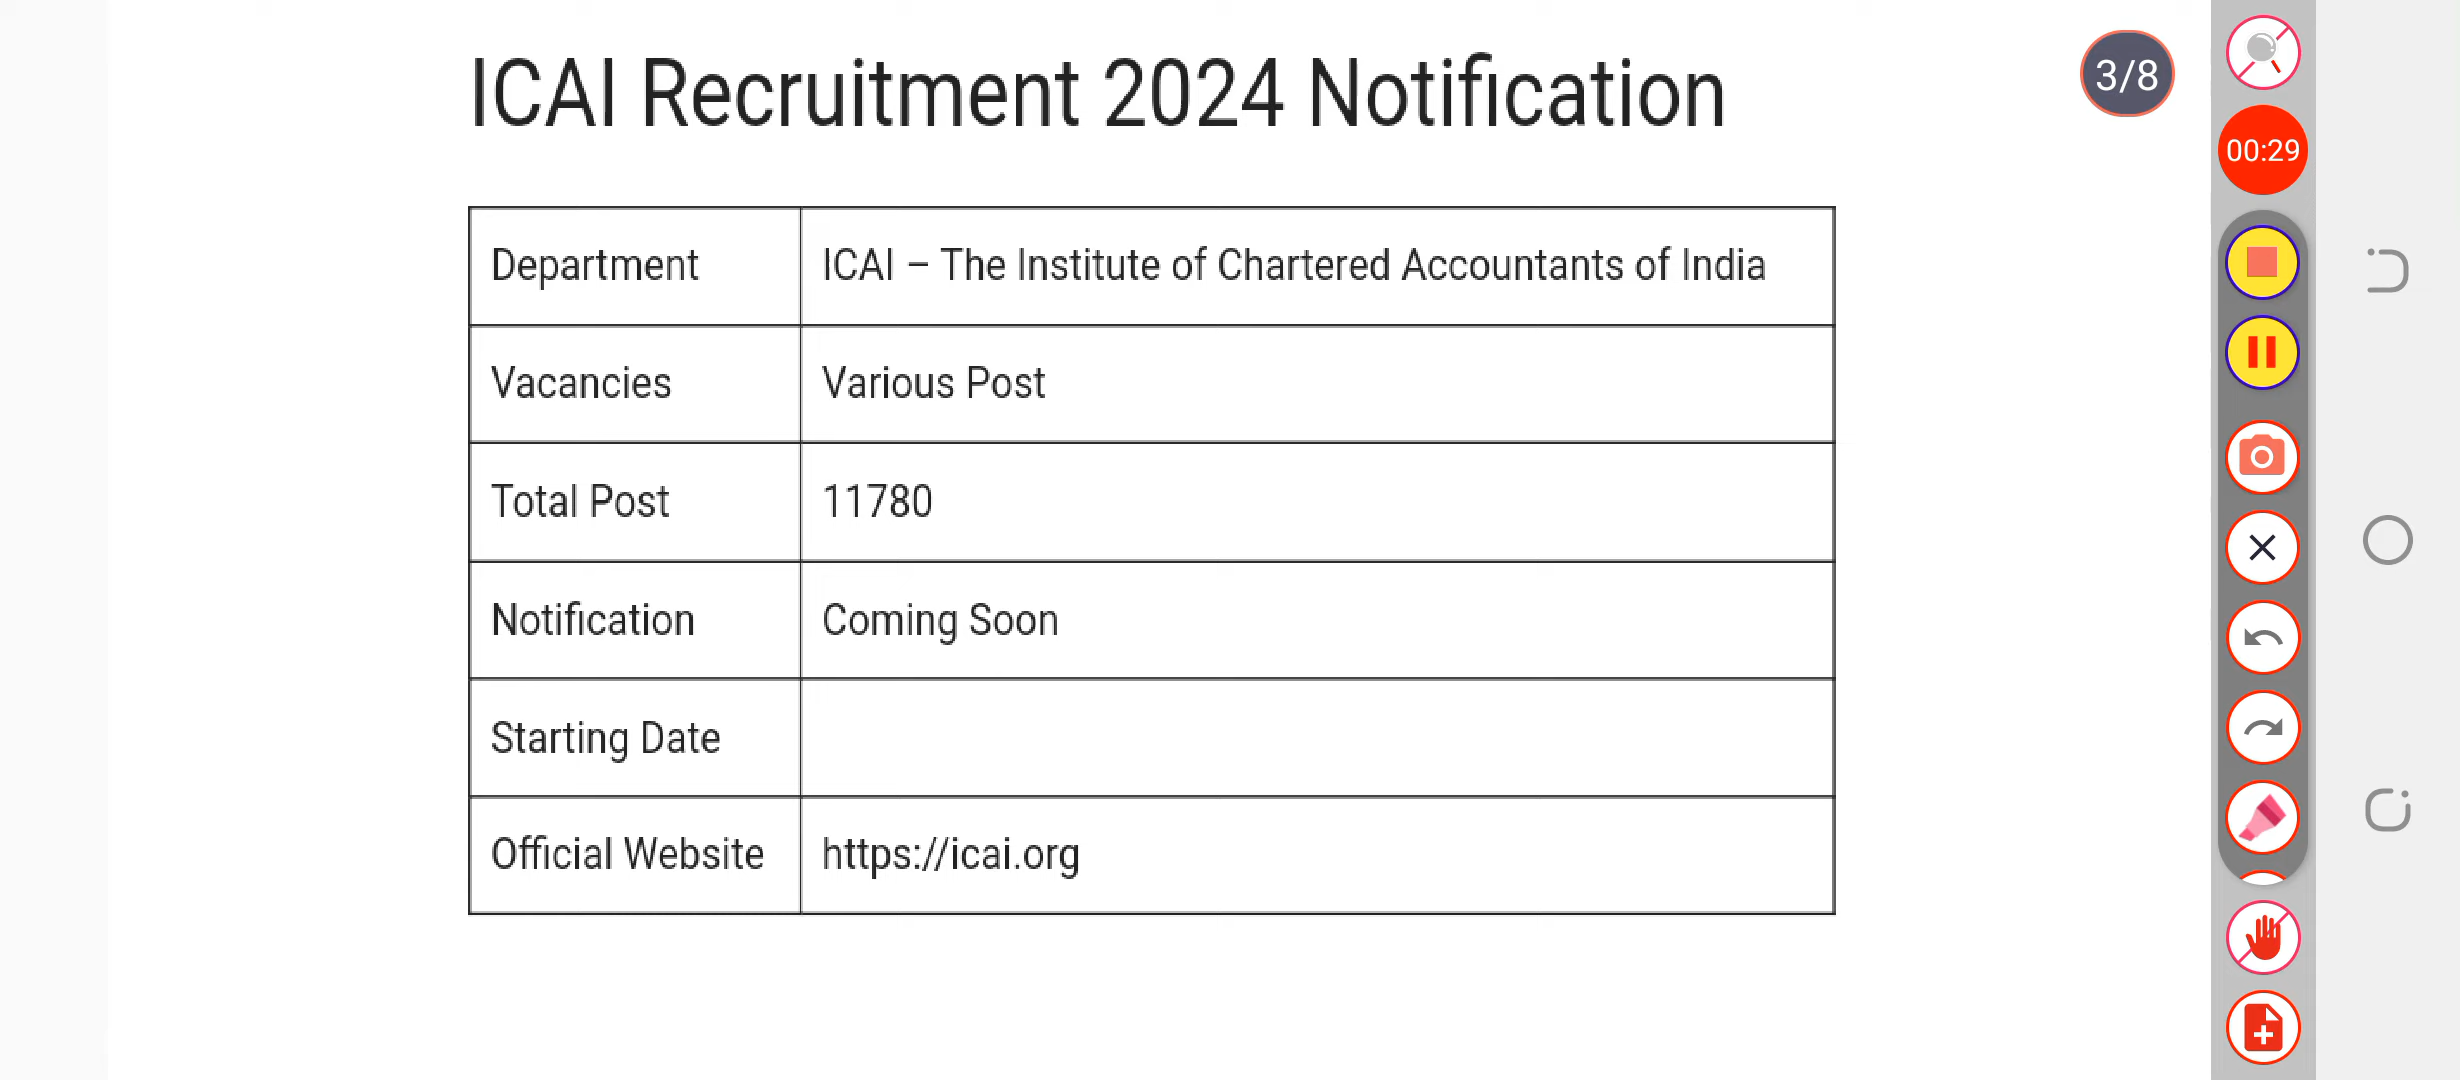 ICAI Recruitment 2024 Notification
3/8
00:29
Department ICAI – The Institute of Chartered Accountants of India
Vacancies Various Post
Total Post 11780
Notification Coming Soon
Starting Date
Official Website https://icai.org